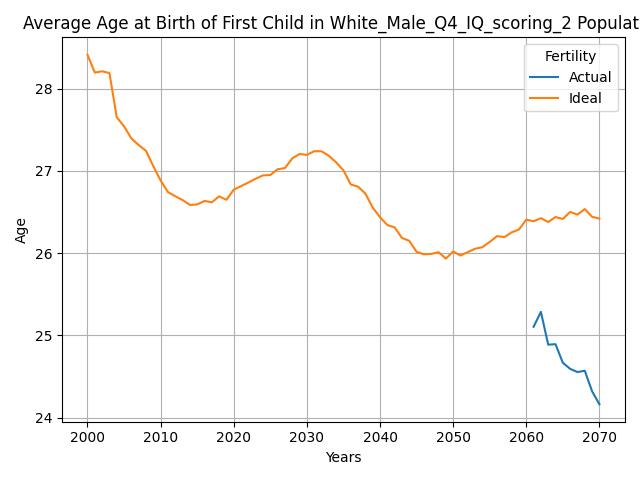 Average Age at Birth of First Child in White_Male_Q4_IQ_scoring_2 Populat
Fertility
Actual
Ideal
28
27
26
25
24
Age
2000 2010 2020 2030 2040 2050 2060 2070
Years